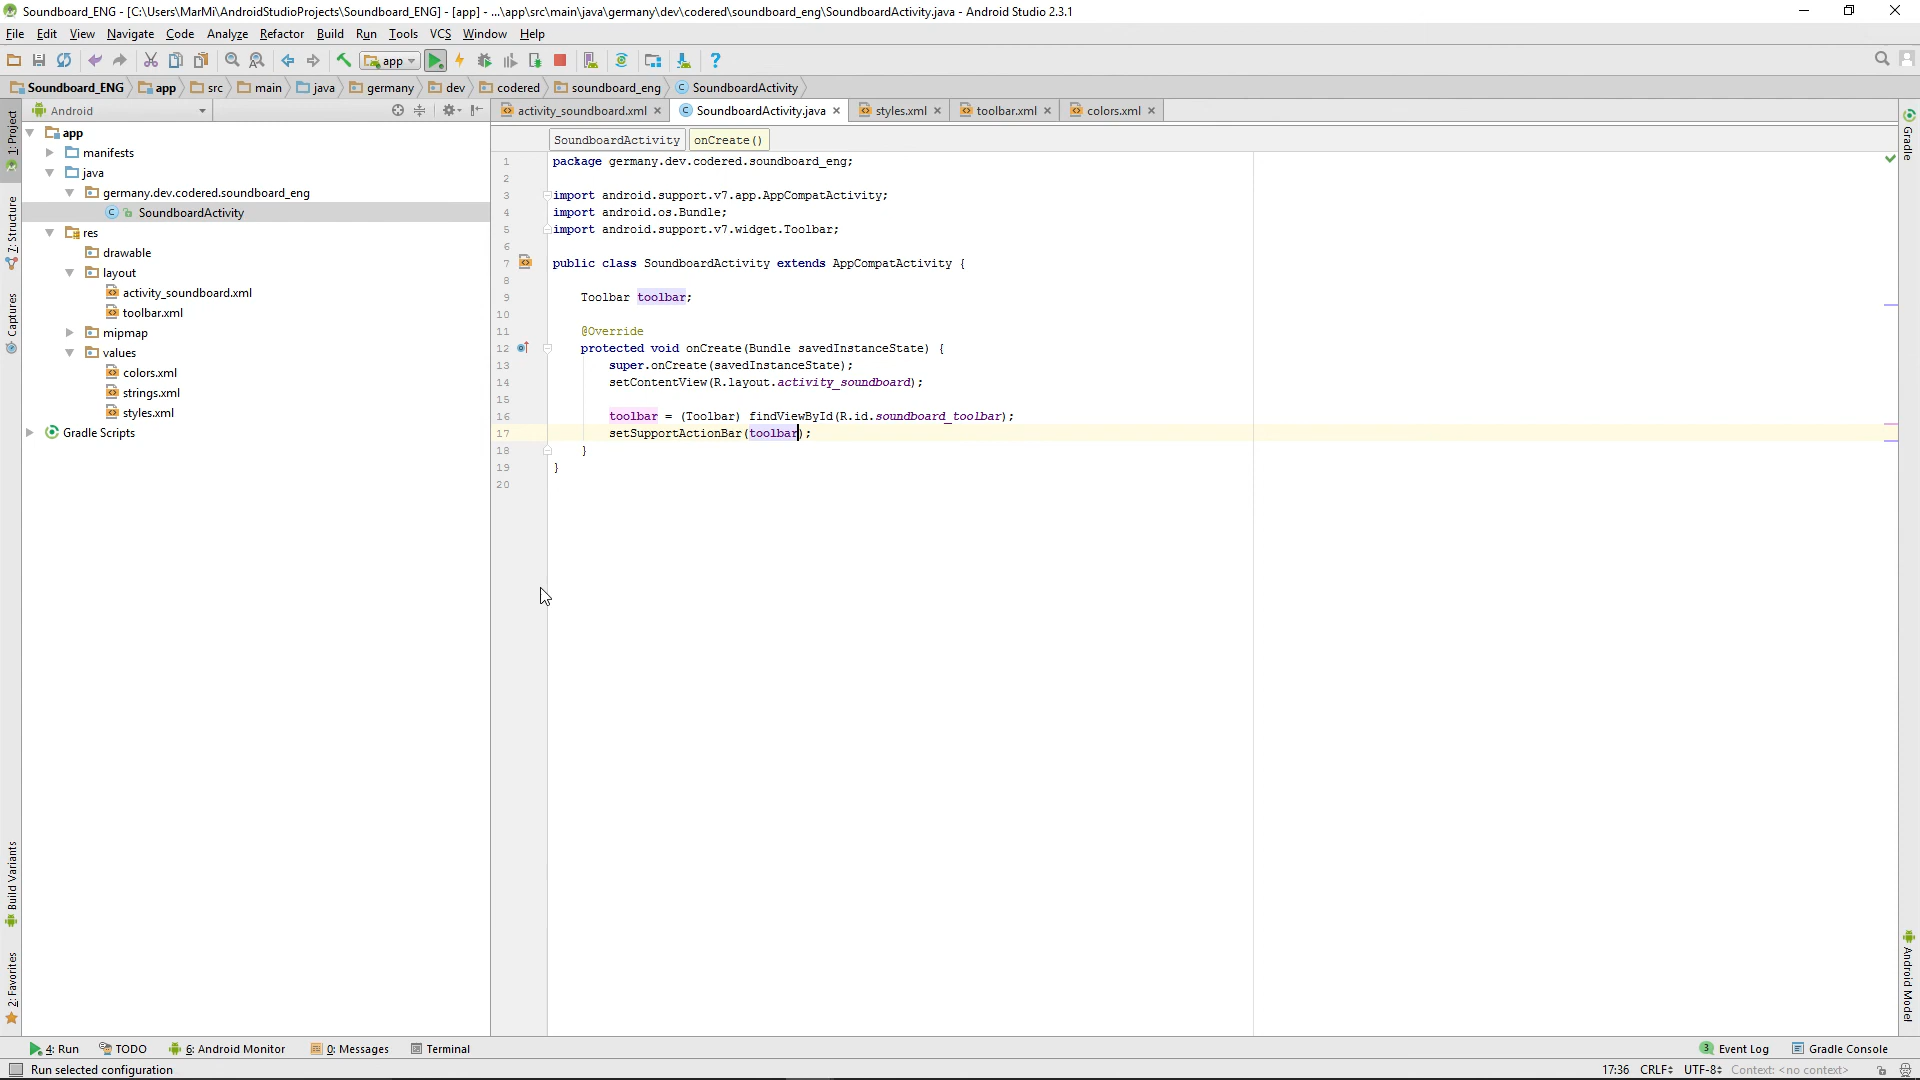 Soundboard_ENG - [C:\Users\MarMi\AndroidStudioProjects\Soundboard_ENG] - [app] - ...\app\src\main\java\germany\dev\codered\soundboard_eng\SoundboardActivity.java - Android Studio 2.3.1
File Edit View Navigate Code Analyze Refactor Build Run Tools VCS Window Help
app
Soundboard_ENG app src main java germany dev codered soundboard_eng SoundboardActivity
Android
activity_soundboard.xml SoundboardActivity.java styles.xml toolbar.xml colors.xml
1: Project
7: Structure
Captures
Build Variants
2: Favorites
app
manifests
java
germany.dev.codered.soundboard_eng
SoundboardActivity
res
drawable
layout
activity_soundboard.xml
toolbar.xml
mipmap
values
colors.xml
strings.xml
styles.xml
Gradle Scripts
SoundboardActivity onCreate()
1 package germany.dev.codered.soundboard_eng;
2
3 import android.support.v7.app.AppCompatActivity;
4 import android.os.Bundle;
5 import android.support.v7.widget.Toolbar;
6
7 public class SoundboardActivity extends AppCompatActivity {
8
9 Toolbar toolbar;
10
11 @Override
12 protected void onCreate(Bundle savedInstanceState) {
13 super.onCreate(savedInstanceState);
14 setContentView(R.layout.activity_soundboard);
15
16 toolbar = (Toolbar) findViewById(R.id.soundboard_toolbar);
17 setSupportActionBar(toolbar);
18 }
19 }
20
Gradle
Android Model
4: Run TODO 6: Android Monitor 0: Messages Terminal 3 Event Log Gradle Console
Run selected configuration 17:36 CRLF UTF-8 Context: <no context>